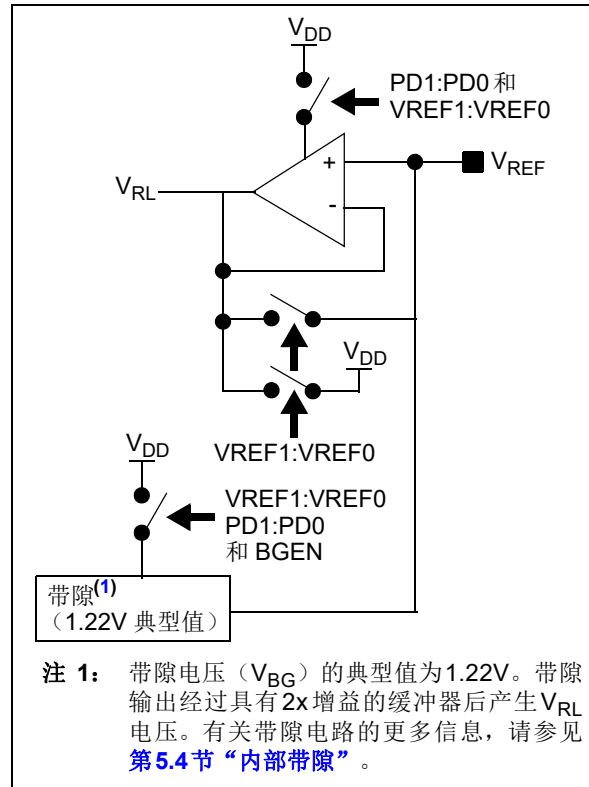 VDD
PD1:PD0 和
VREF1:VREF0
+
VREF
VRL
-
VDD
VREF1:VREF0
VDD
VREF1:VREF0
PD1:PD0
和 BGEN
带隙(1)
（1.22V 典型值）
注 1： 带隙电压（VBG）的典型值为1.22V。带隙
输出经过具有2x增益的缓冲器后产生VRL
电压。有关带隙电路的更多信息，请参见
第5.4节“内部带隙”。